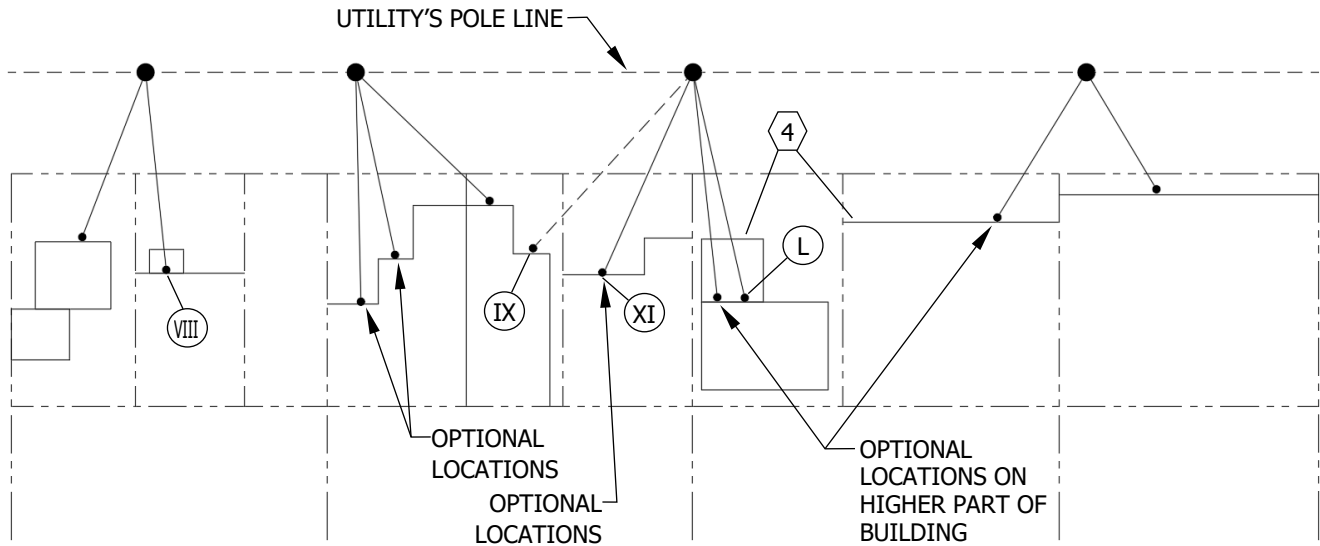 UTILITY'S POLE LINE
4
L
VIII
IX
XI
OPTIONAL
LOCATIONS
OPTIONAL
LOCATIONS
OPTIONAL
LOCATIONS ON
HIGHER PART OF
BUILDING